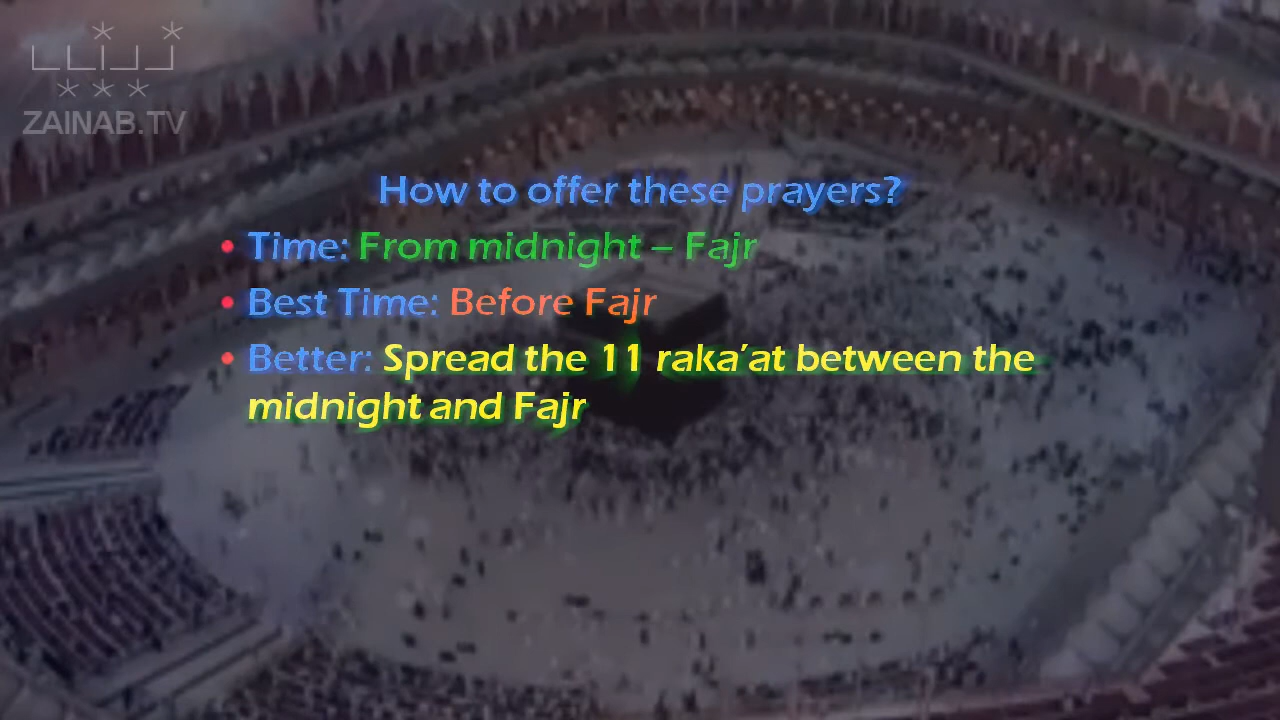 ZAINAB.TV
How to offer these prayers?
• Time: From midnight – Fajr
• Best Time: Before Fajr
• Better: Spread the 11 raka’at between the
midnight and Fajr